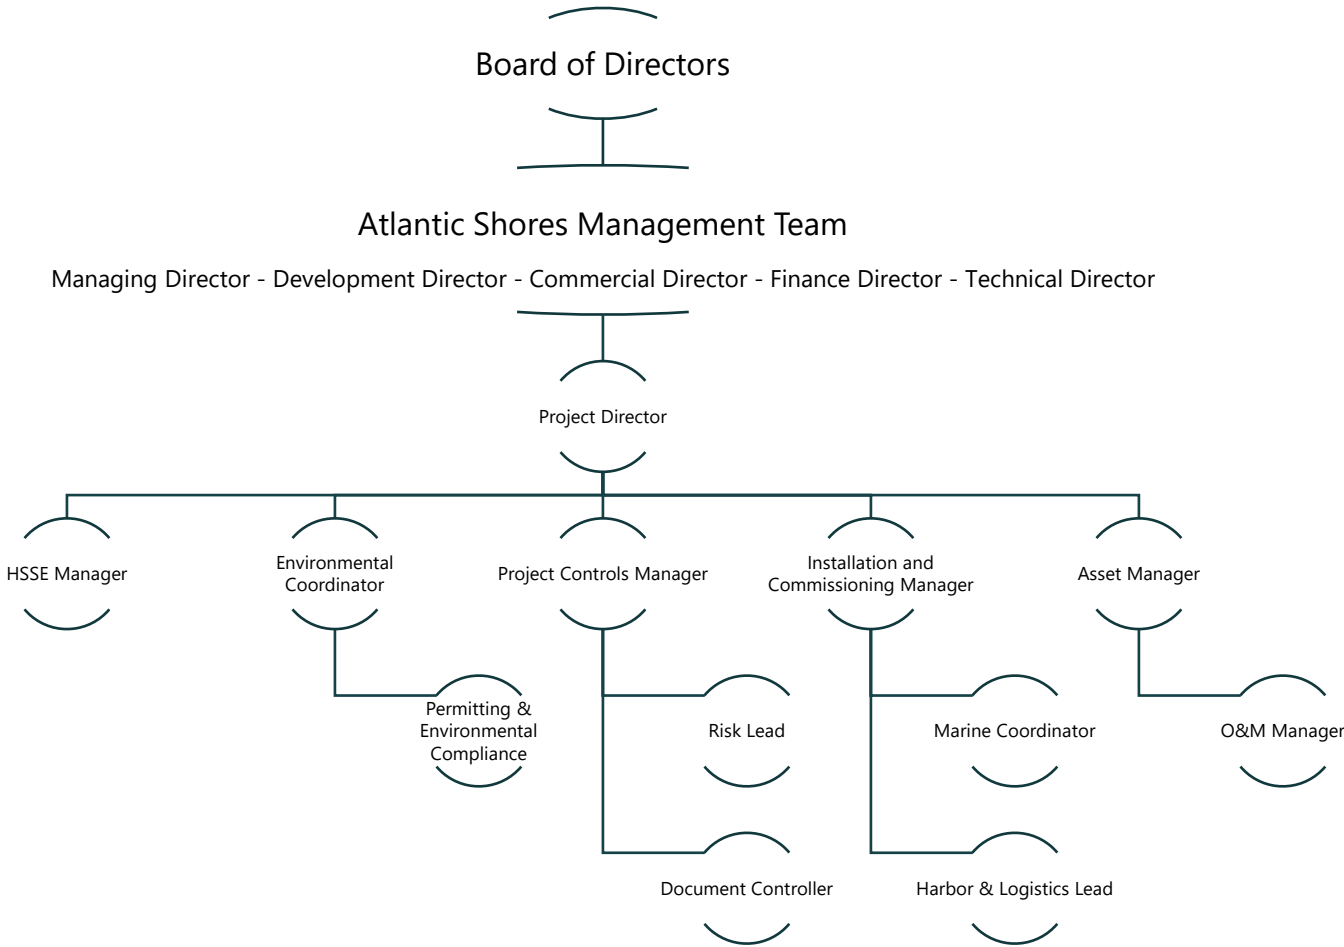 Board of Directors
Atlantic Shores Management Team
Managing Director - Development Director - Commercial Director - Finance Director - Technical Director
Project Director
HSSE Manager
Environmental
Coordinator
Project Controls Manager
Installation and
Commissioning Manager
Asset Manager
Permitting &
Environmental
Compliance
Risk Lead
Marine Coordinator
O&M Manager
Document Controller
Harbor & Logistics Lead